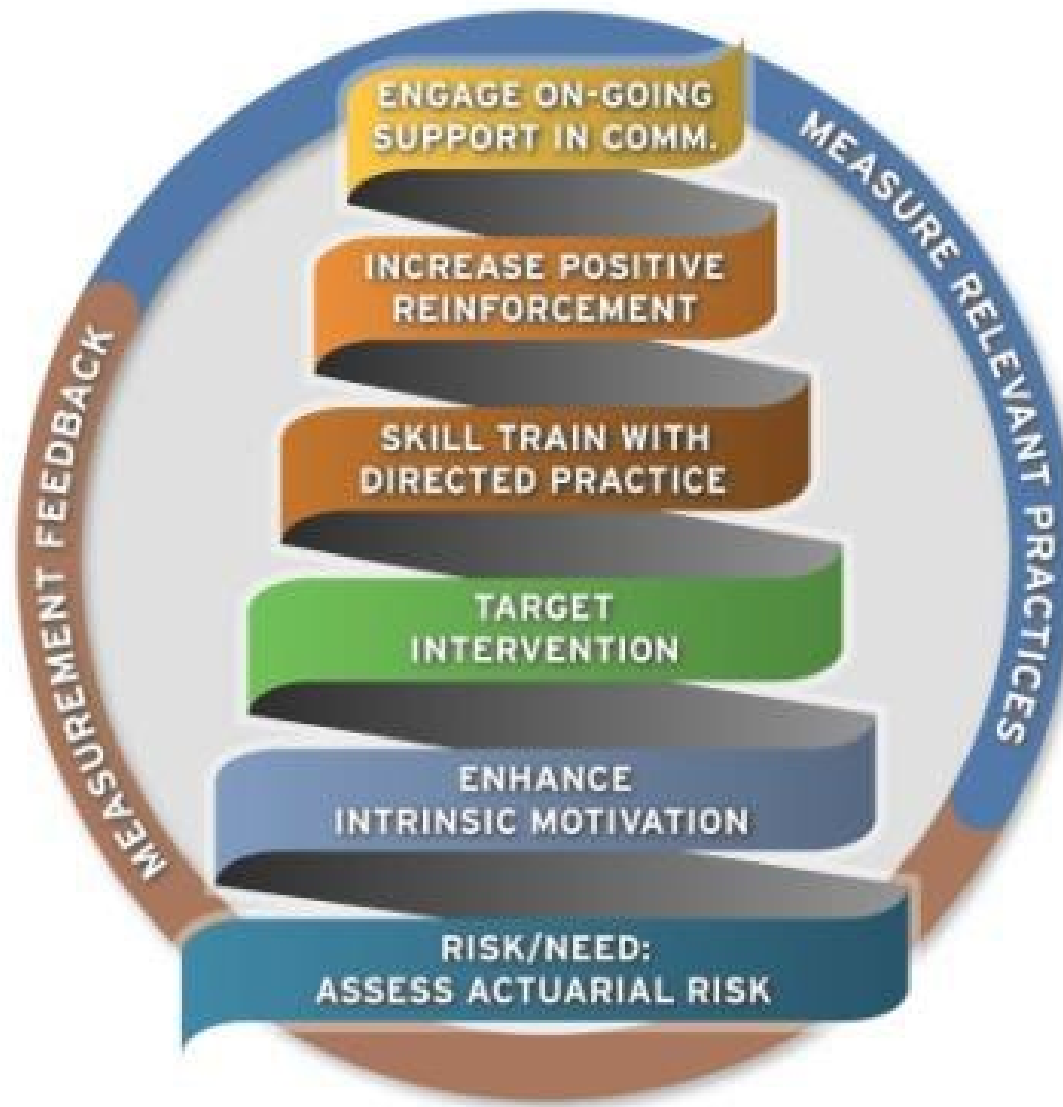 ENGAGE ON-GOING
SUPPORT IN COMM.
INCREASE POSITIVE
REINFORCEMENT
SKILL TRAIN WITH
DIRECTED PRACTICE
TARGET
INTERVENTION
ENHANCE
INTRINSIC MOTIVATION
RISK/NEED:
ASSESS ACTUARIAL RISK
MEASURE RELEVANT PRACTICES
MEASUREMENT FEEDBACK